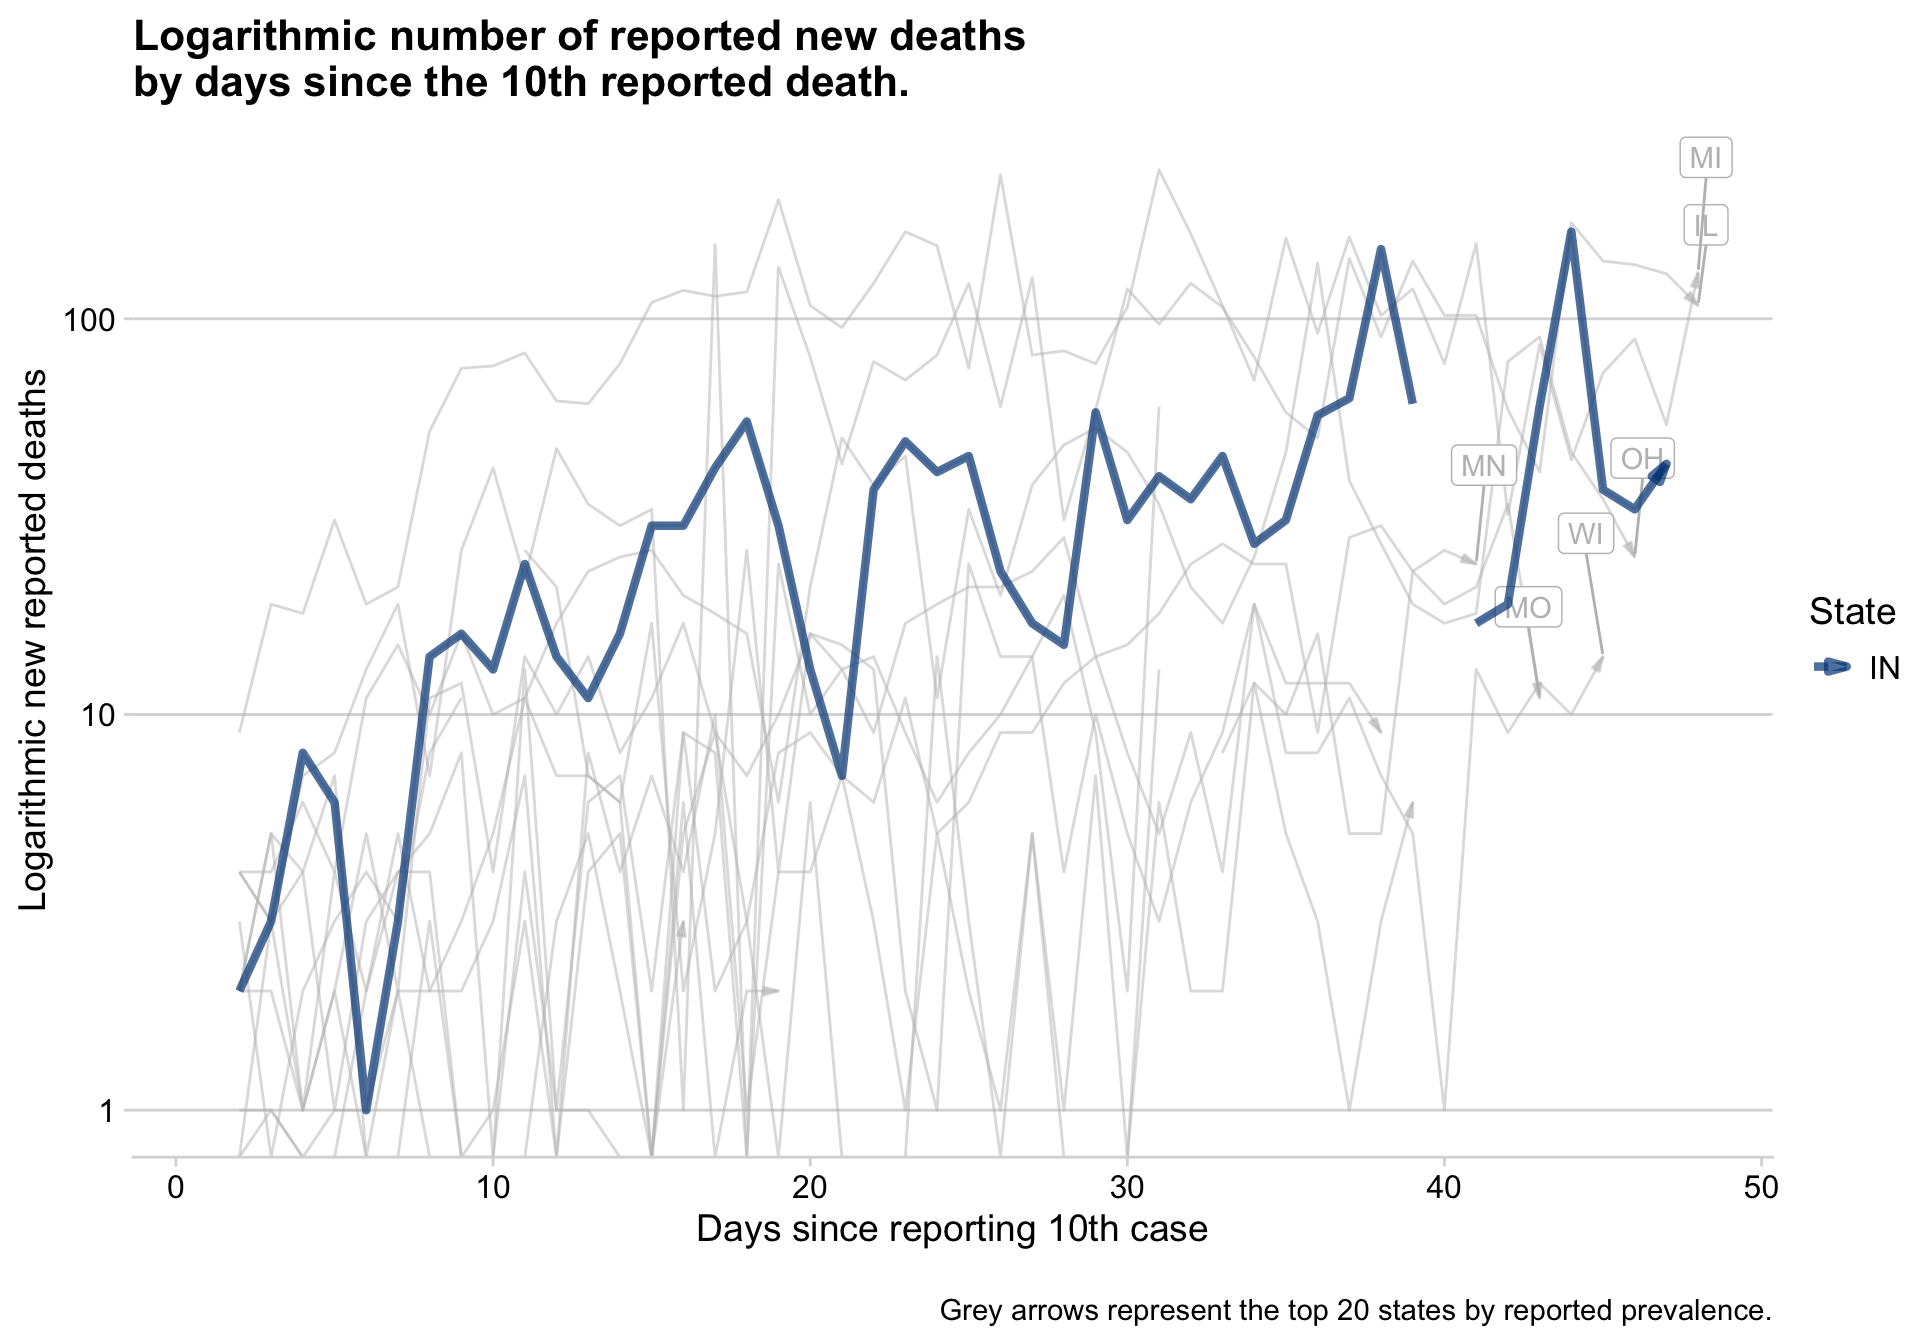 Logarithmic number of reported new deaths
by days since the 10th reported death.
MI
IL
100
MN
OH
WI
MO
10
1
Logarithmic new reported deaths
State
IN
0 10 20 30 40 50
Days since reporting 10th case
Grey arrows represent the top 20 states by reported prevalence.